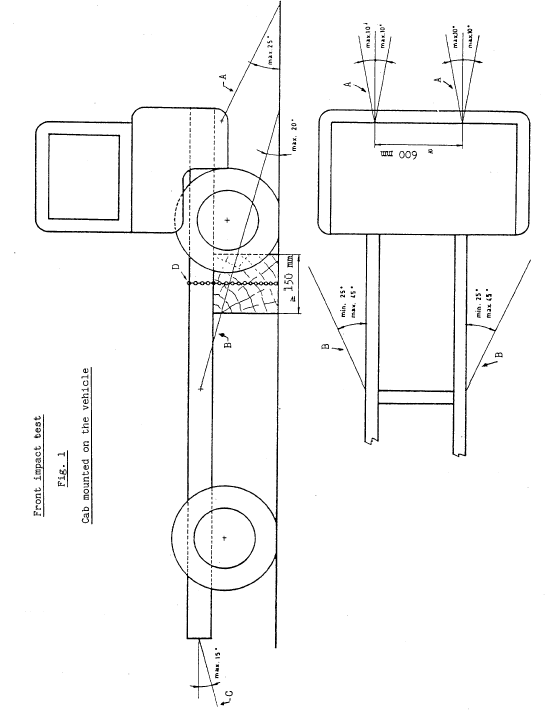 Front impact test
Fig. 1
Cab mounted on the vehicle
D
A
max. 25°
max. 20°
≥ 150 mm
B
max. 15°
C
A
A
max.10°
max.10°
max.10°
max.10°
600 mm
min. 25°
max. 45°
min. 25°
max. 45°
B
B